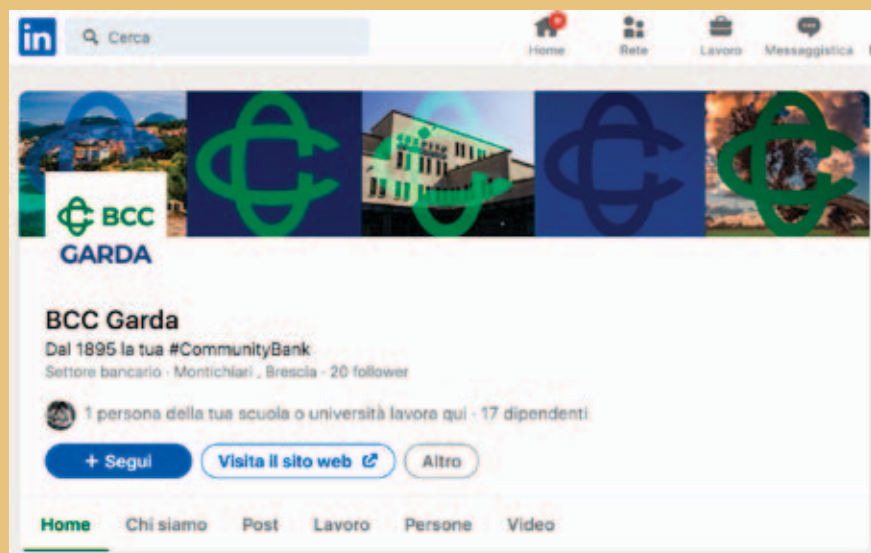 in Cerca
Home Rete Lavoro Messaggistica
BCC
GARDA
BCC Garda
Dal 1895 la tua #CommunityBank
Settore bancario · Montichiari , Brescia · 20 follower
1 persona della tua scuola o università lavora qui · 17 dipendenti
+ Segui Visita il sito web Altro
Home Chi siamo Post Lavoro Persone Video